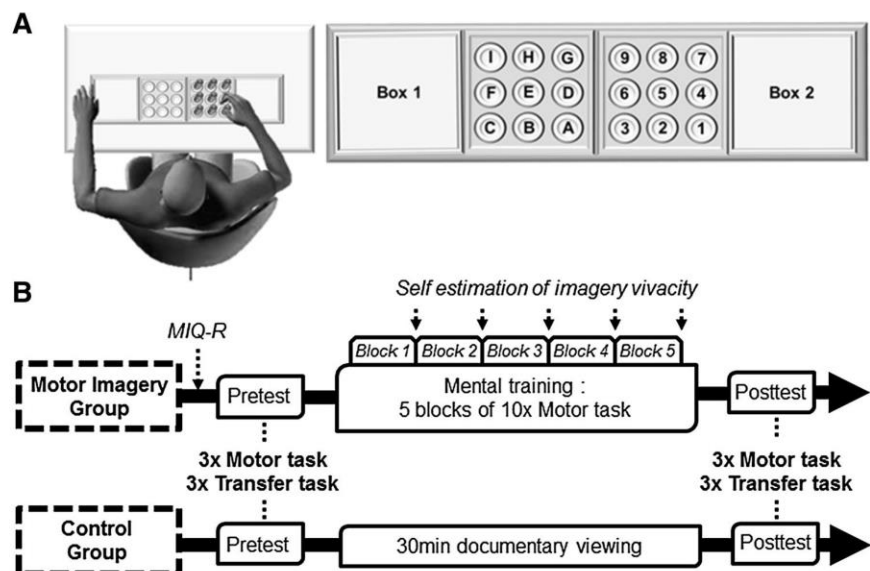 A
Box 1
I H G
F E D
C B A
9 8 7
6 5 4
3 2 1
Box 2
B
Self estimation of imagery vivacity
MIQ-R
Block 1 Block 2 Block 3 Block 4 Block 5
Motor Imagery
Group
Pretest
Mental training :
5 blocks of 10x Motor task
Posttest
3x Motor task
3x Transfer task
3x Motor task
3x Transfer task
Control
Group
Pretest
30min documentary viewing
Posttest